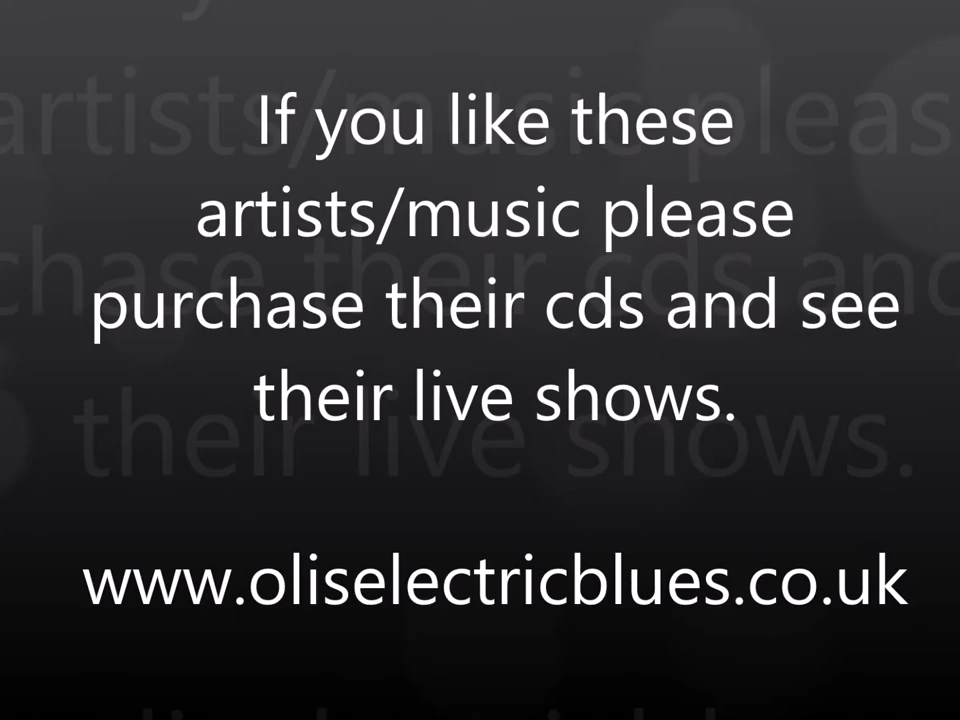 If you like these
artists/music please
purchase their cds and see
their live shows.
www.oliselectricblues.co.uk